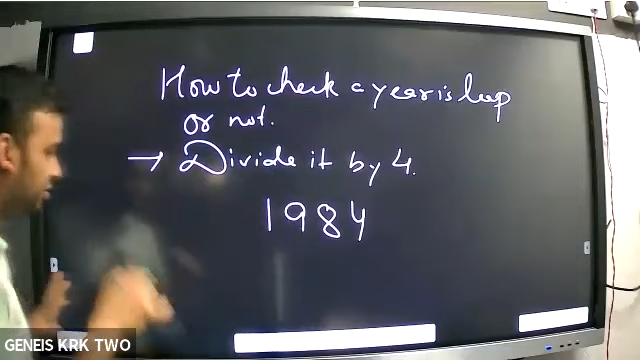 How to check a year is leap
or not.
→ Divide it by 4.
1984
GENEIS KRK TWO